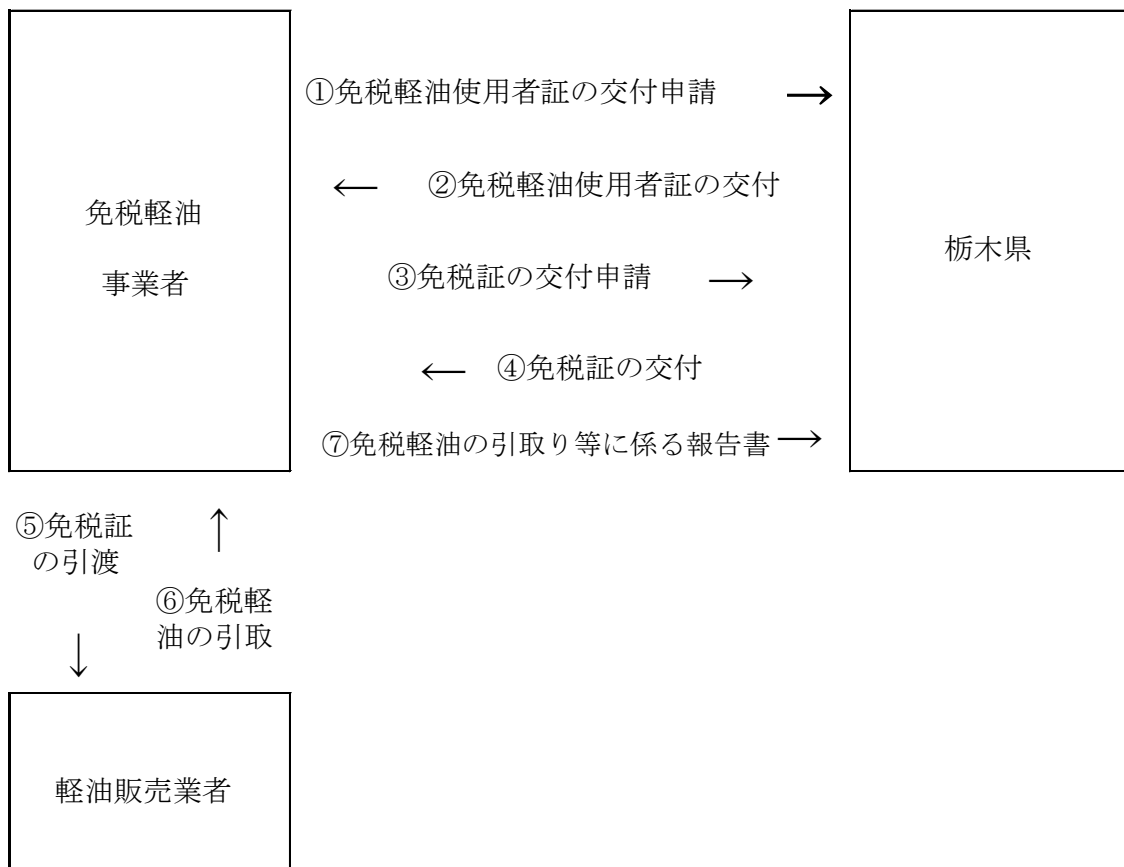 ①免税軽油使用者証の交付申請 →
← ②免税軽油使用者証の交付
免税軽油
事業者
栃木県
③免税証の交付申請 →
← ④免税証の交付
⑦免税軽油の引取り等に係る報告書→
⑤免税証
の引渡
↑
⑥免税軽
油の引取
↓
軽油販売業者